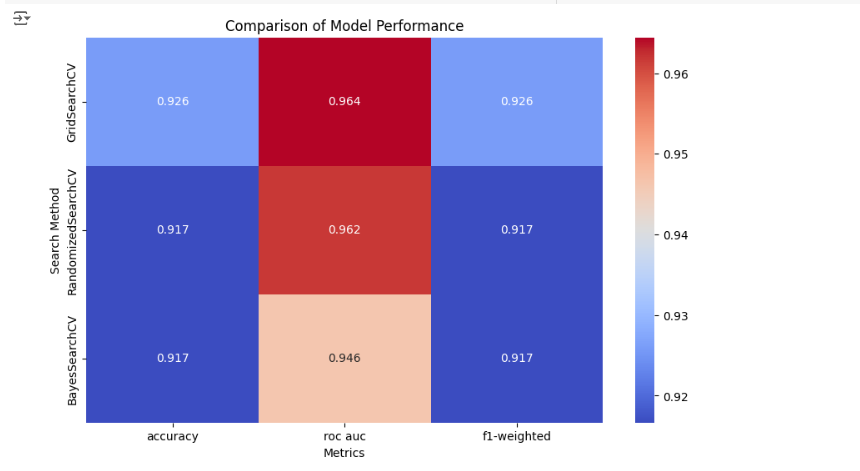 Comparison of Model Performance
GridSearchCV
0.926 0.964 0.926
0.96
0.95
Search Method
RandomizedSearchCV
0.917 0.962 0.917
0.94
0.93
BayesSearchCV
0.917 0.946 0.917
0.92
accuracy roc auc f1-weighted
Metrics